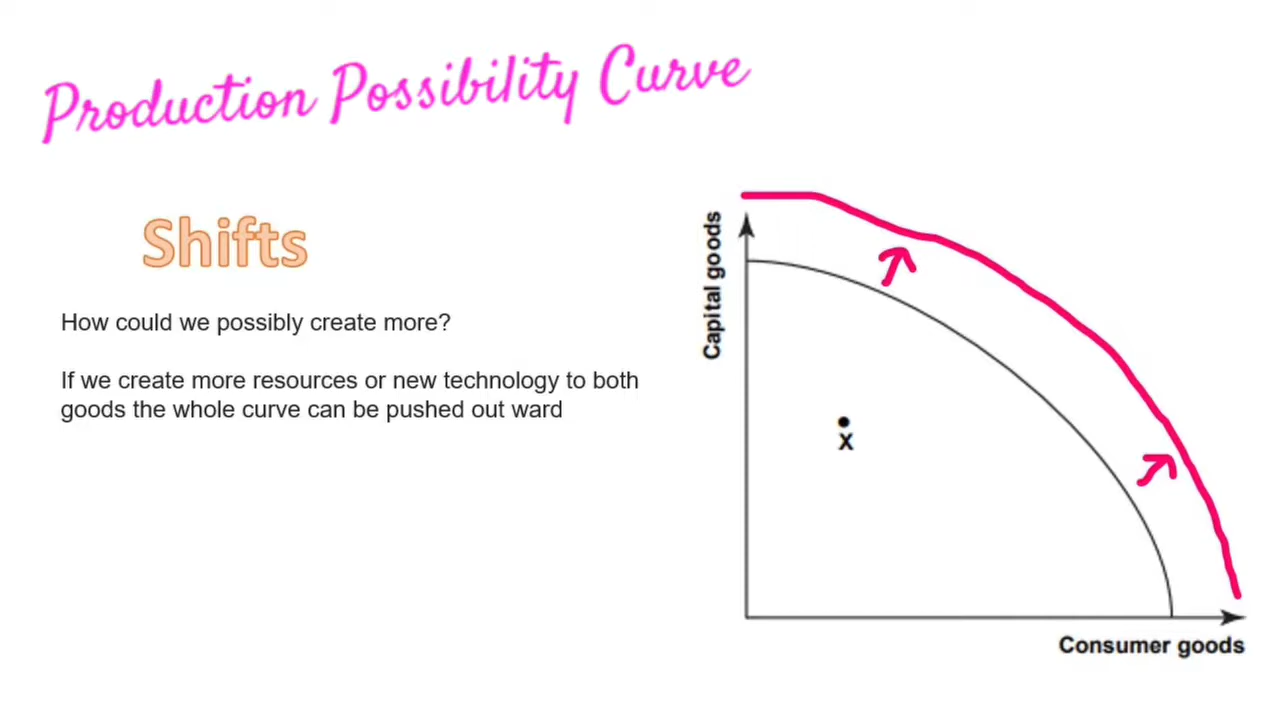 Production Possibility Curve
Shifts
How could we possibly create more?
If we create more resources or new technology to both
goods the whole curve can be pushed out ward
Capital goods
x
Consumer goods